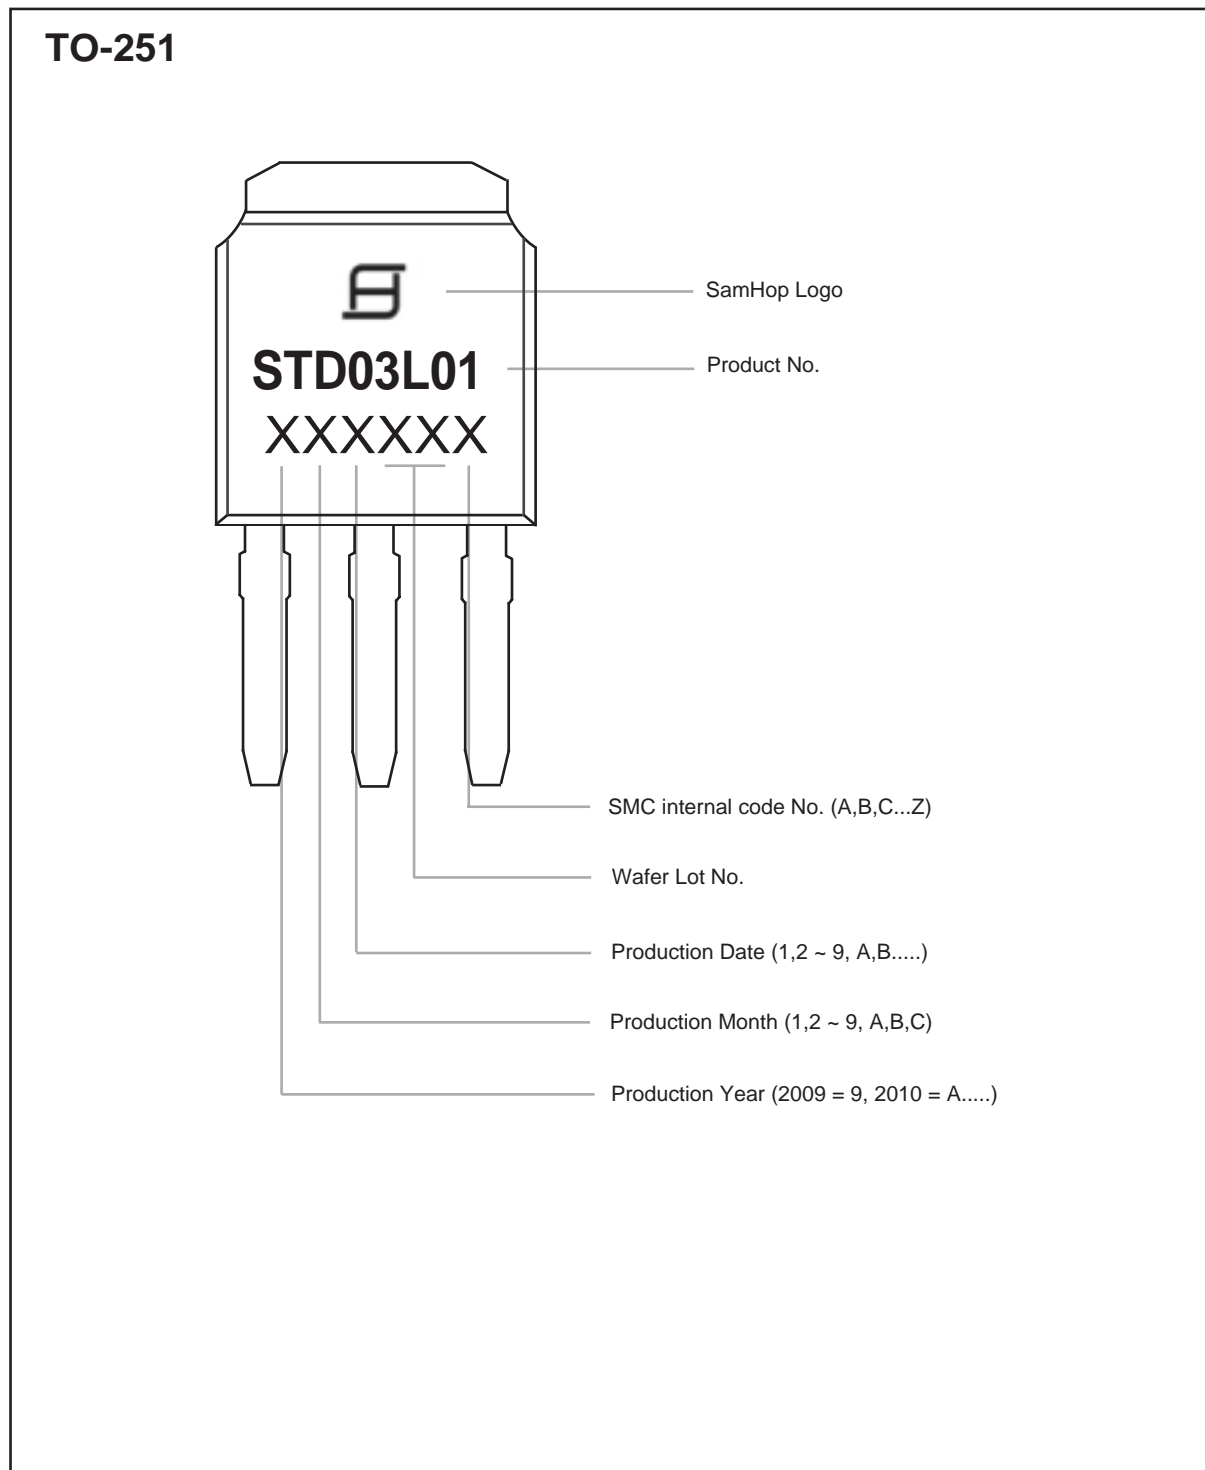 TO-251
SamHop Logo
STD03L01
Product No.
XXXXXX
SMC internal code No. (A,B,C...Z)
Wafer Lot No.
Production Date (1,2 ~ 9, A,B.....)
Production Month (1,2 ~ 9, A,B,C)
Production Year (2009 = 9, 2010 = A.....)